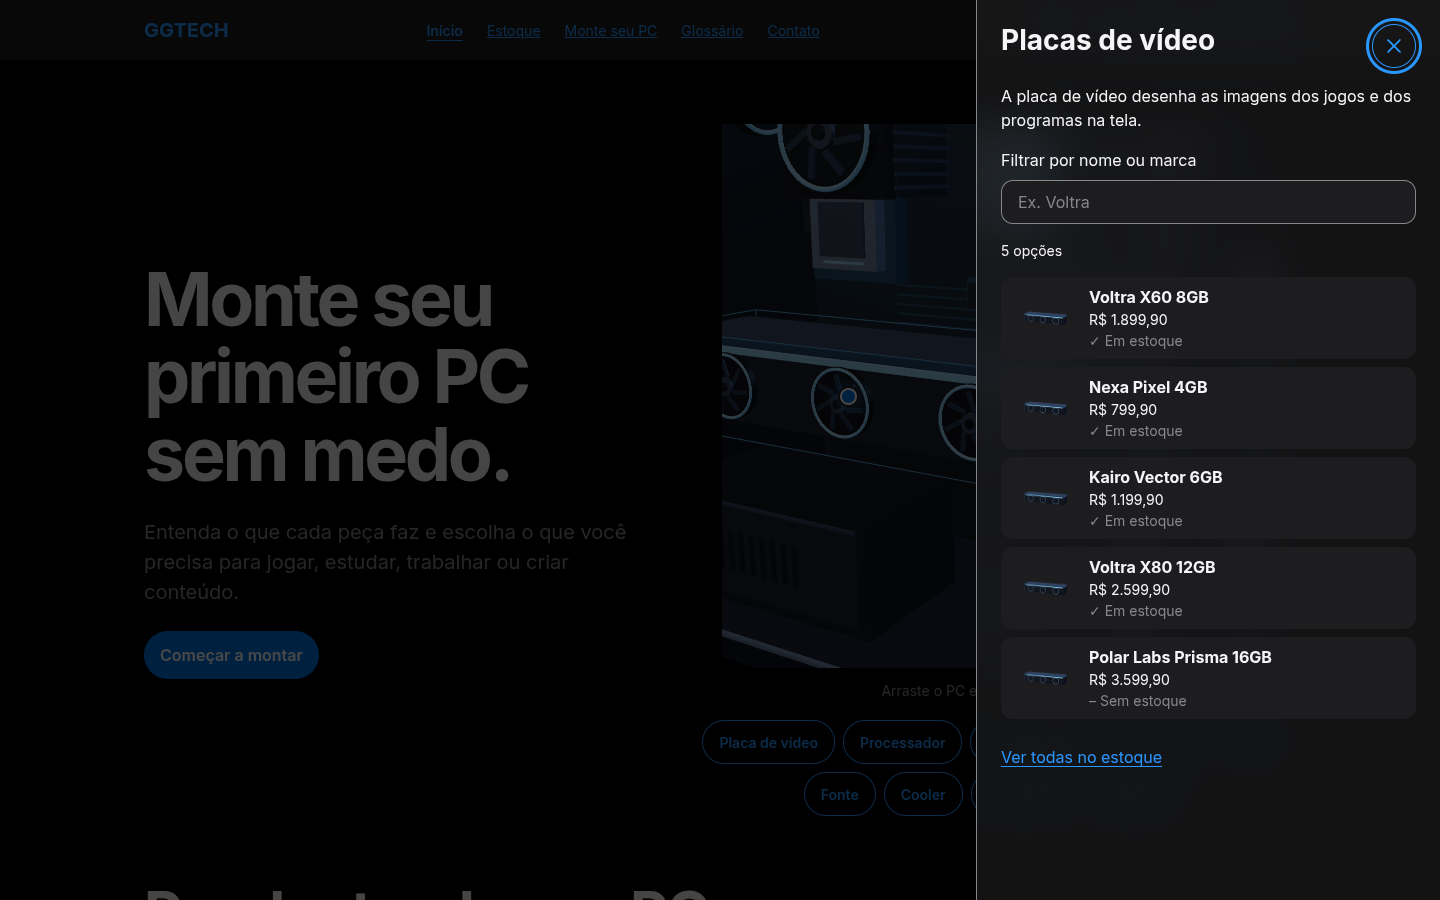 GGTECH
Início
Estoque
Monte seu PC
Glossário
Contato
Monte seu
primeiro PC
sem medo.
Entenda o que cada peça faz e escolha o que você
precisa para jogar, estudar, trabalhar ou criar
conteúdo.
Começar a montar
Arraste o PC e
Placa de vídeo
Processador
Fonte
Cooler
Placas de vídeo
A placa de vídeo desenha as imagens dos jogos e dos
programas na tela.
Filtrar por nome ou marca
Ex. Voltra
5 opções
Voltra X60 8GB
R$ 1.899,90
✓ Em estoque
Nexa Pixel 4GB
R$ 799,90
✓ Em estoque
Kairo Vector 6GB
R$ 1.199,90
✓ Em estoque
Voltra X80 12GB
R$ 2.599,90
✓ Em estoque
Polar Labs Prisma 16GB
R$ 3.599,90
– Sem estoque
Ver todas no estoque